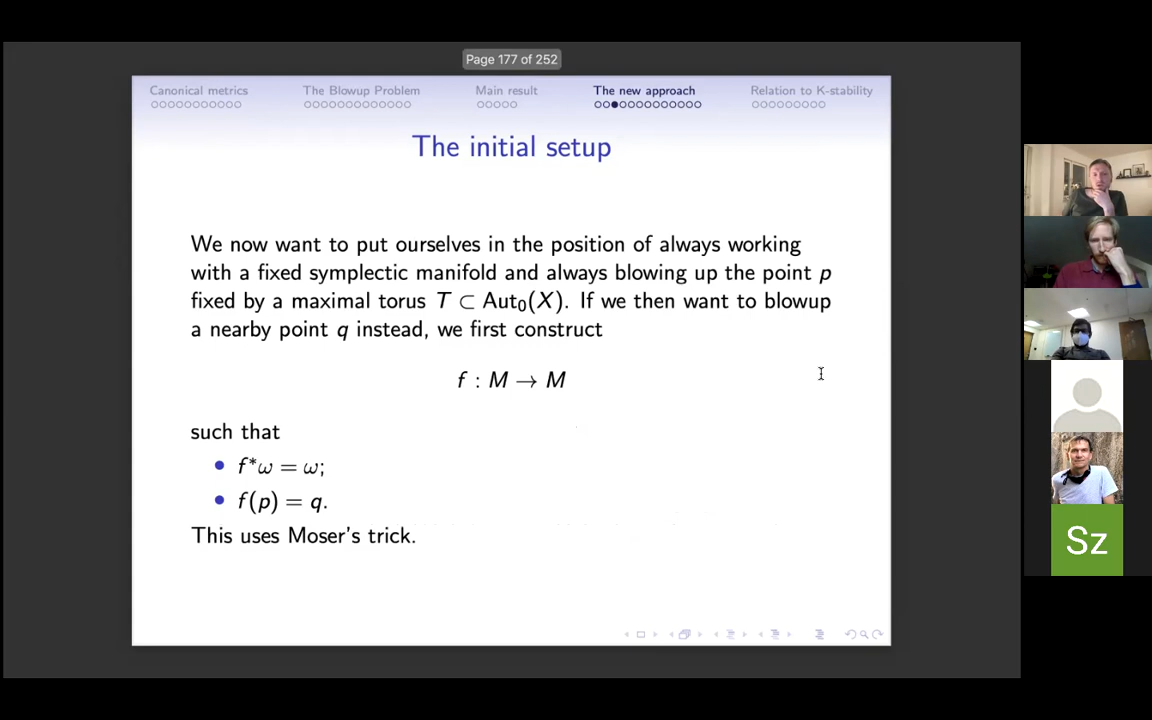 Page 177 of 252
Canonical metrics The Blowup Problem Main result The new approach Relation to K-stability
The initial setup
We now want to put ourselves in the position of always working
with a fixed symplectic manifold and always blowing up the point p
fixed by a maximal torus T ⊂ Aut₀(X). If we then want to blowup
a nearby point q instead, we first construct
f : M → M
such that
f*ω = ω;
f(p) = q.
This uses Moser's trick.
Sz